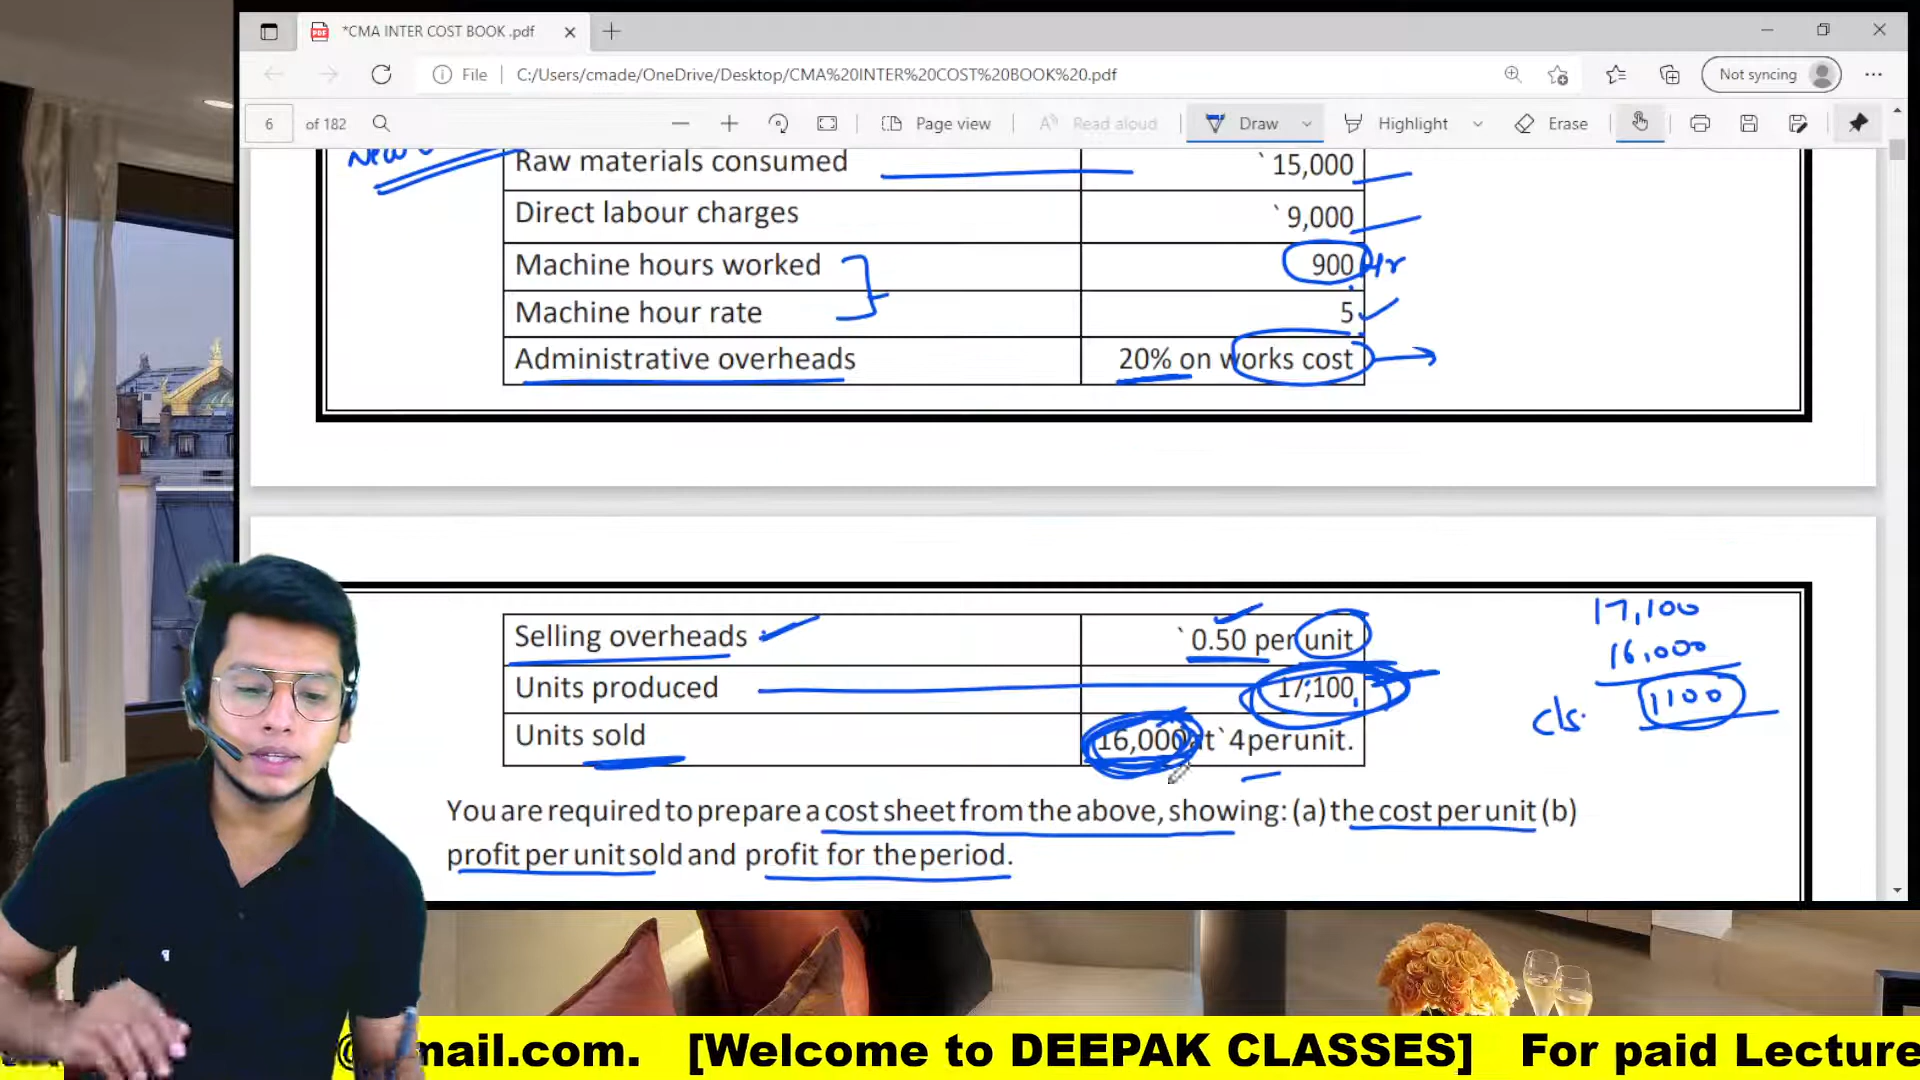 *CMA INTER COST BOOK .pdf
File C:/Users/cmade/OneDrive/Desktop/CMA%20INTER%20COST%20BOOK%20.pdf Not syncing
6 of 182 Page view Read aloud Draw Highlight Erase
New
Raw materials consumed `15,000
Direct labour charges `9,000
Machine hours worked 900 Hr
Machine hour rate 5
Administrative overheads 20% on works cost
Selling overheads `0.50 per unit
Units produced 17,100
Units sold 16,000 at `4 per unit.
17,100
16,000
cls. 1100
You are required to prepare a cost sheet from the above, showing: (a) the cost per unit (b)
profit per unit sold and profit for the period.
@mail.com. [Welcome to DEEPAK CLASSES] For paid Lecture